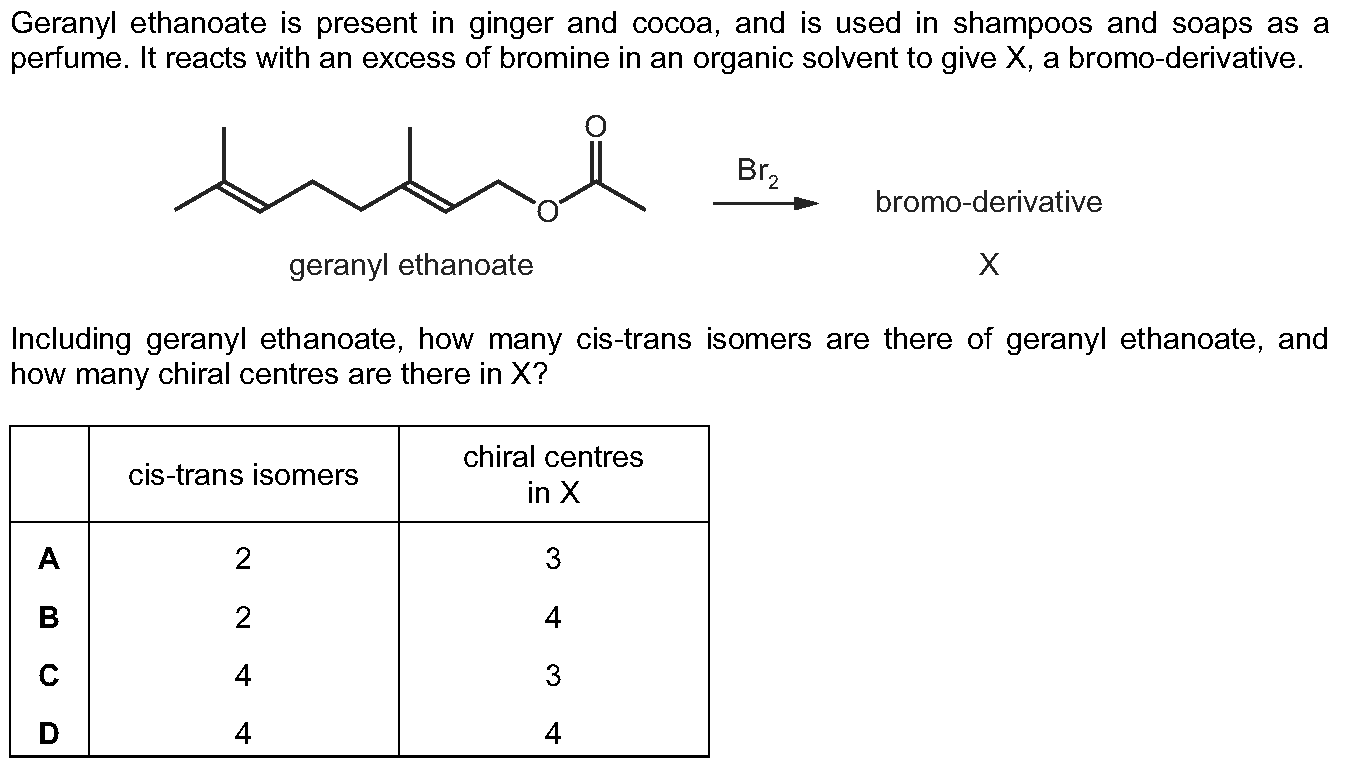 Geranyl ethanoate is present in ginger and cocoa, and is used in shampoos and soaps as a
perfume. It reacts with an excess of bromine in an organic solvent to give X, a bromo-derivative.
O
O
Br2
bromo-derivative
geranyl ethanoate
X
Including geranyl ethanoate, how many cis-trans isomers are there of geranyl ethanoate, and
how many chiral centres are there in X?
cis-trans isomers
chiral centres
in X
A 2 3
B 2 4
C 4 3
D 4 4